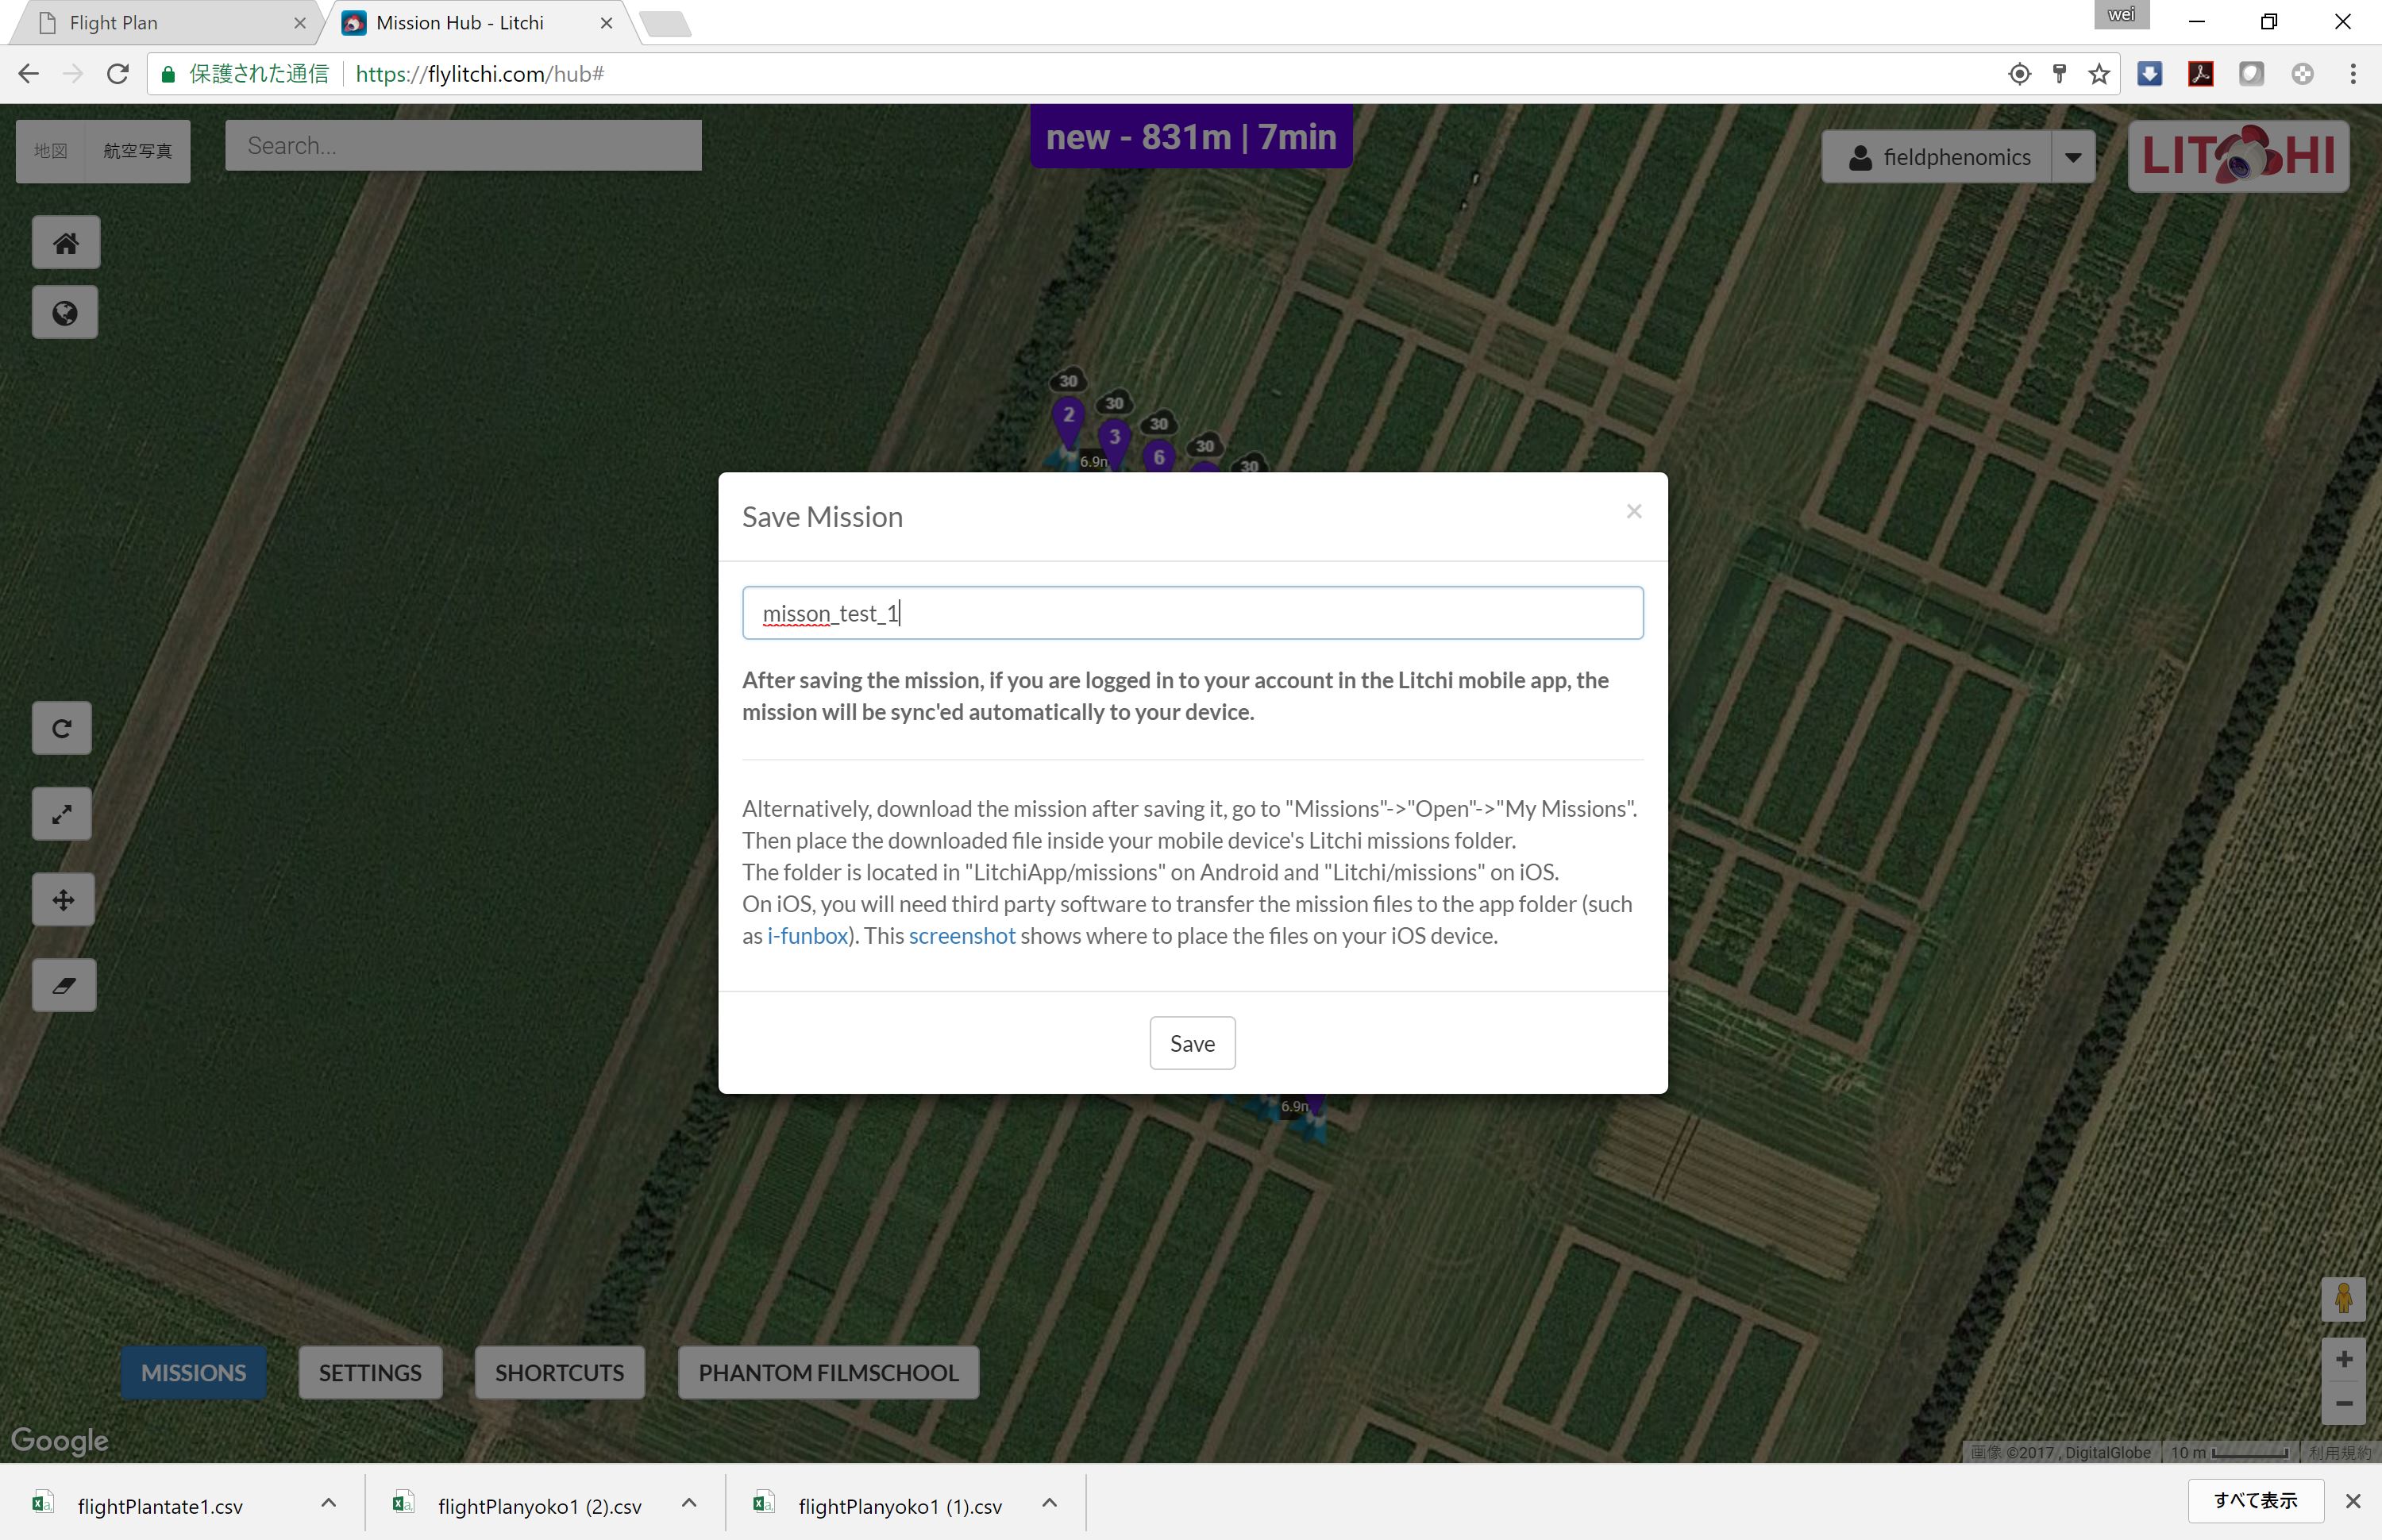 Flight Plan
Mission Hub - Litchi
wei
保護された通信
https://flylitchi.com/hub#
地図
航空写真
Search...
new - 831m | 7min
fieldphenomics
LITCHI
30
30
30
30
30
2
3
6
6.9m
Save Mission
misson_test_1
After saving the mission, if you are logged in to your account in the Litchi mobile app, the
mission will be sync'ed automatically to your device.
Alternatively, download the mission after saving it, go to "Missions"->"Open"->"My Missions".
Then place the downloaded file inside your mobile device's Litchi missions folder.
The folder is located in "LitchiApp/missions" on Android and "Litchi/missions" on iOS.
On iOS, you will need third party software to transfer the mission files to the app folder (such
as i-funbox). This screenshot shows where to place the files on your iOS device.
Save
6.9m
MISSIONS
SETTINGS
SHORTCUTS
PHANTOM FILMSCHOOL
Google
画像 ©2017 , DigitalGlobe
10 m
利用規約
flightPlantate1.csv
flightPlanyoko1 (2).csv
flightPlanyoko1 (1).csv
すべて表示